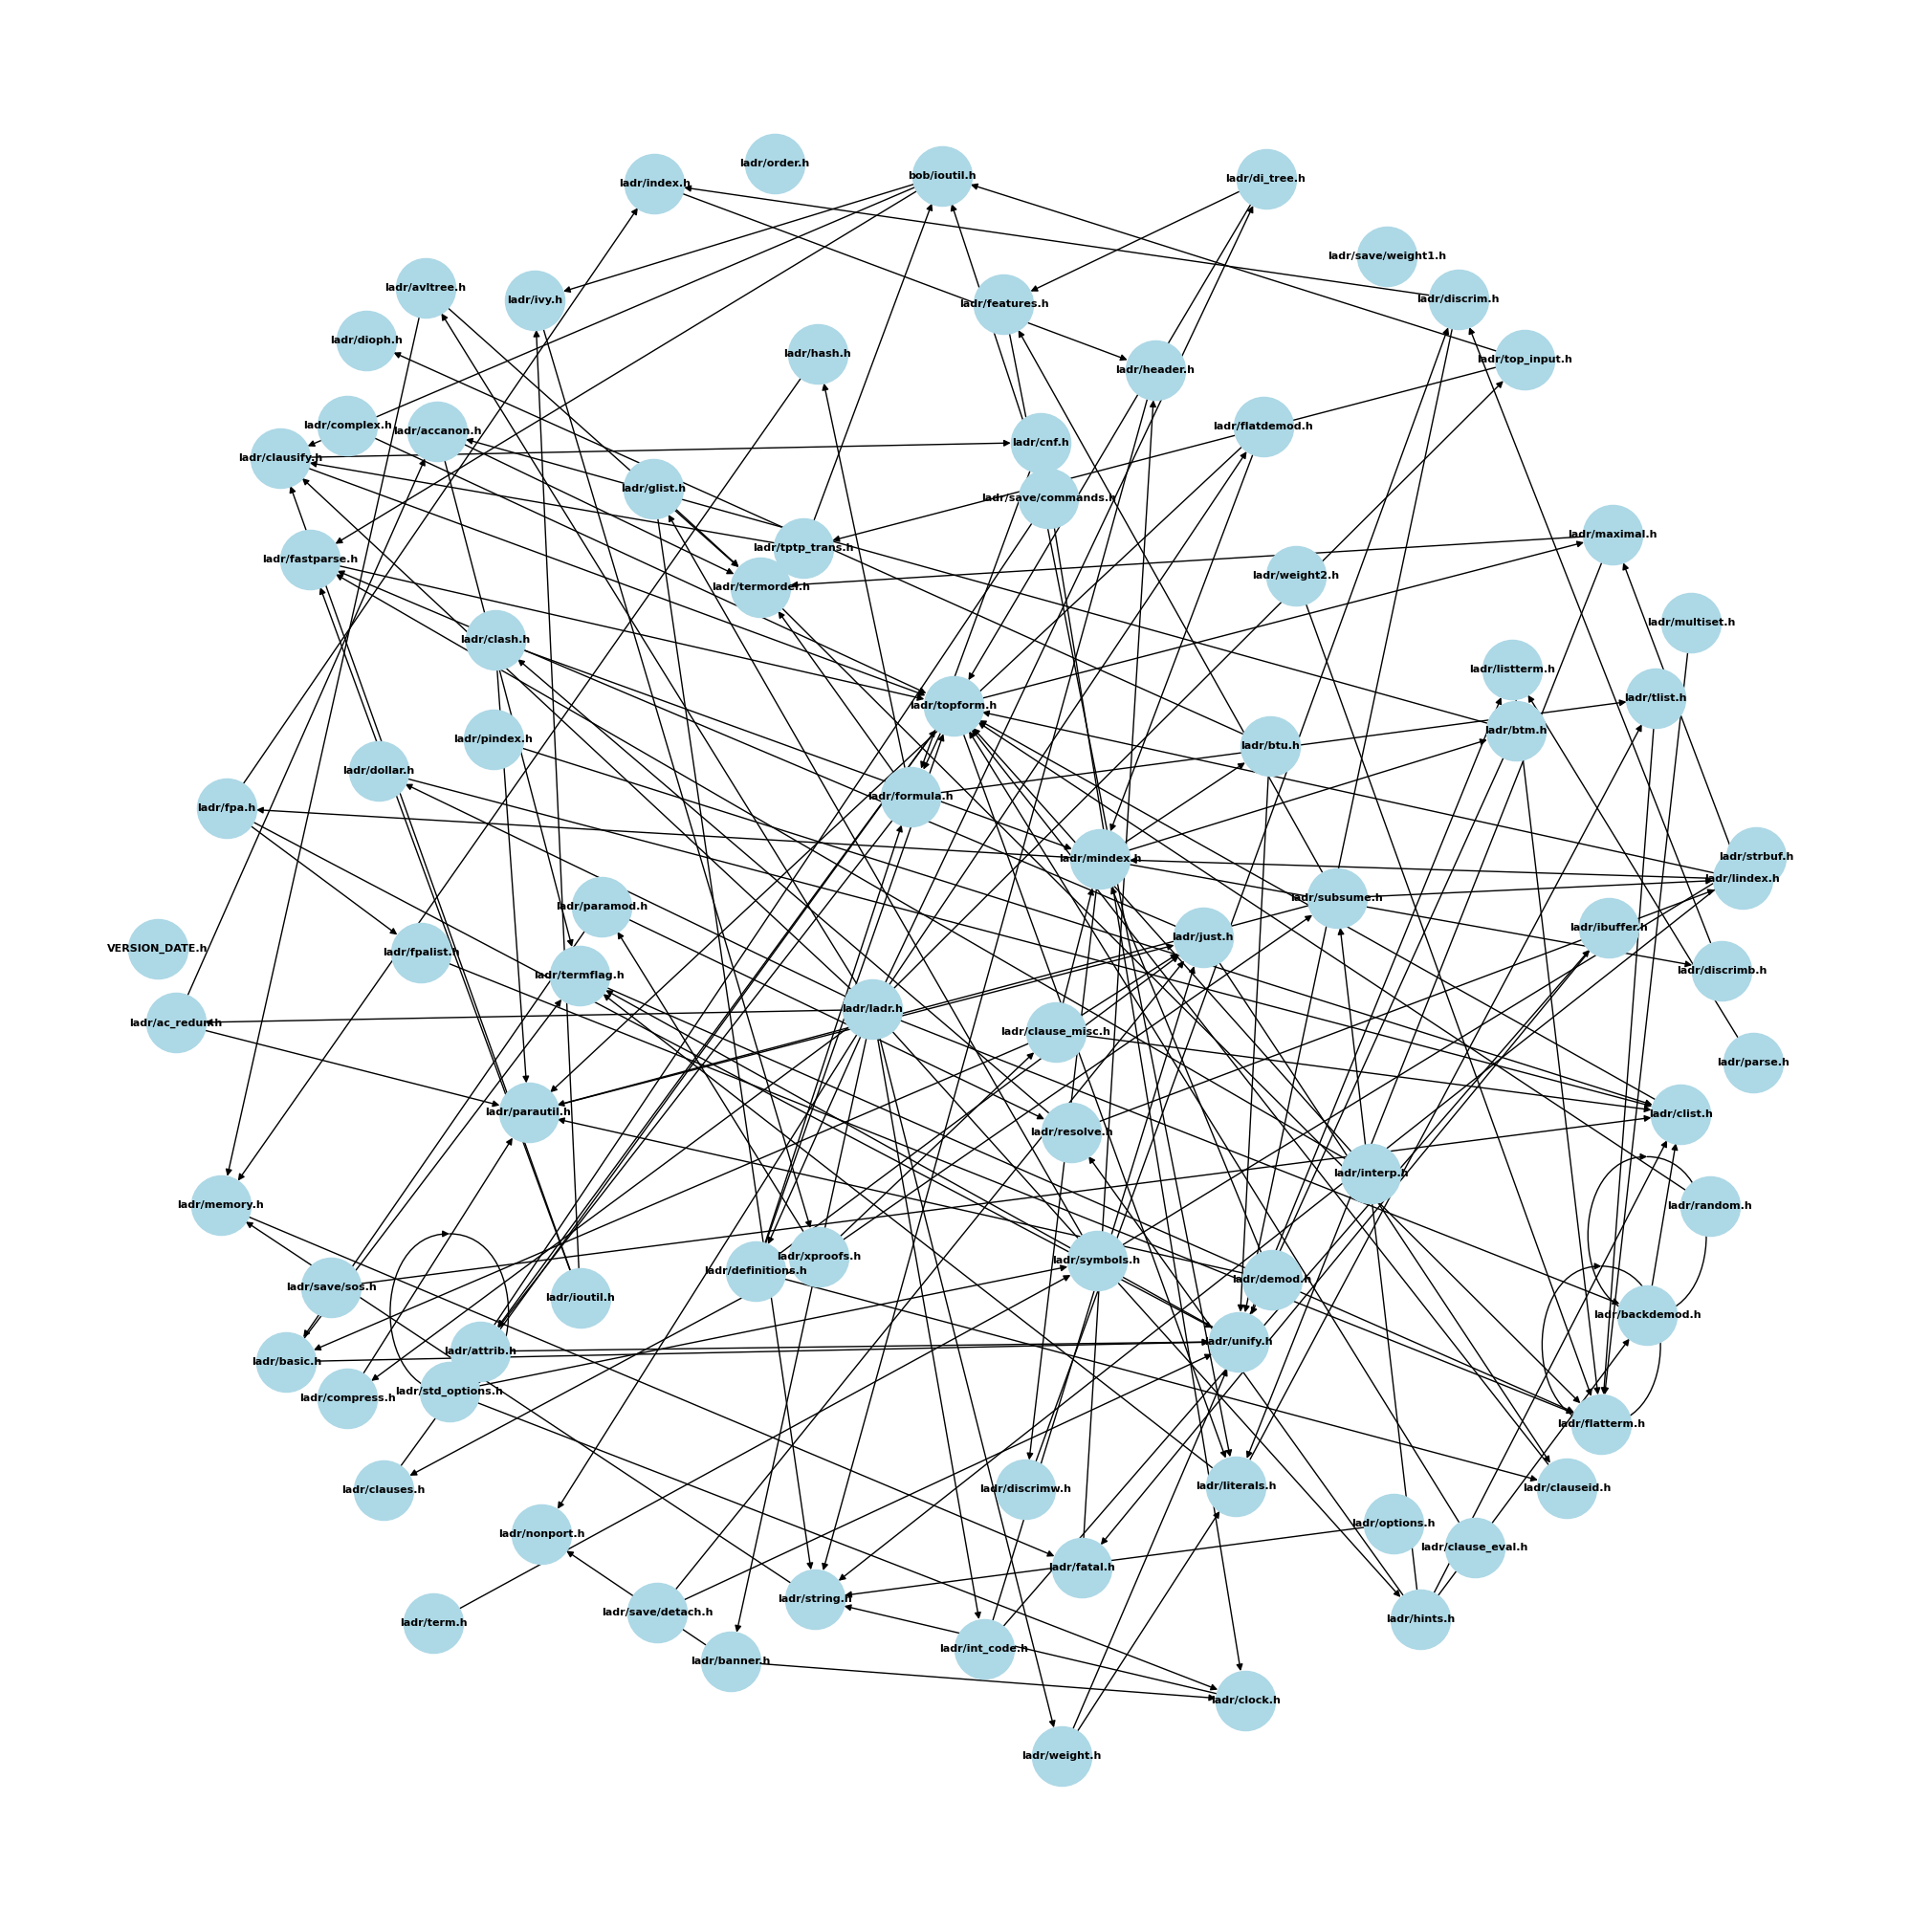 ladr/order.h
bob/ioutil.h
ladr/di_tree.h
ladr/index.h
ladr/save/weight1.h
ladr/avltree.h
ladr/ivy.h
ladr/features.h
ladr/discrim.h
ladr/dioph.h
ladr/hash.h
ladr/top_input.h
ladr/header.h
ladr/complex.h
ladr/accanon.h
ladr/flatdemod.h
ladr/cnf.h
ladr/clausify.h
ladr/glist.h
ladr/save/commands.h
ladr/maximal.h
ladr/tptp_trans.h
ladr/fastparse.h
ladr/weight2.h
ladr/termorder.h
ladr/multiset.h
ladr/clash.h
ladr/listterm.h
ladr/tlist.h
ladr/topform.h
ladr/btm.h
ladr/pindex.h
ladr/btu.h
ladr/dollar.h
ladr/formula.h
ladr/fpa.h
ladr/strbuf.h
ladr/mindex.h
ladr/lindex.h
ladr/subsume.h
ladr/paramod.h
ladr/ibuffer.h
ladr/just.h
VERSION_DATE.h
ladr/fpalist.h
ladr/discrimb.h
ladr/termflag.h
ladr/ladr.h
ladr/ac_redun.h
ladr/clause_misc.h
ladr/parse.h
ladr/parautil.h
ladr/clist.h
ladr/resolve.h
ladr/interp.h
ladr/memory.h
ladr/random.h
ladr/xproofs.h
ladr/symbols.h
ladr/definitions.h
ladr/demod.h
ladr/save/sos.h
ladr/ioutil.h
ladr/backdemod.h
ladr/unify.h
ladr/attrib.h
ladr/basic.h
ladr/std_options.h
ladr/compress.h
ladr/flatterm.h
ladr/literals.h
ladr/clauseid.h
ladr/clauses.h
ladr/discrimw.h
ladr/options.h
ladr/nonport.h
ladr/clause_eval.h
ladr/fatal.h
ladr/string.h
ladr/save/detach.h
ladr/hints.h
ladr/term.h
ladr/int_code.h
ladr/banner.h
ladr/clock.h
ladr/weight.h